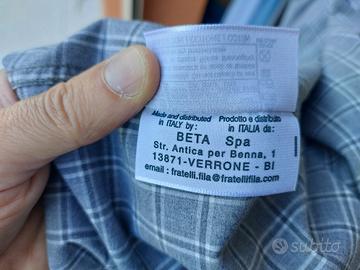 Made and distributed
in ITALY by:
Prodotto e distribuito
in ITALIA da:
BETA Spa
Str. Antica per Benna, 1
13871-VERRONE - BI
email : fratelli.fila@fratellifila.com
subito